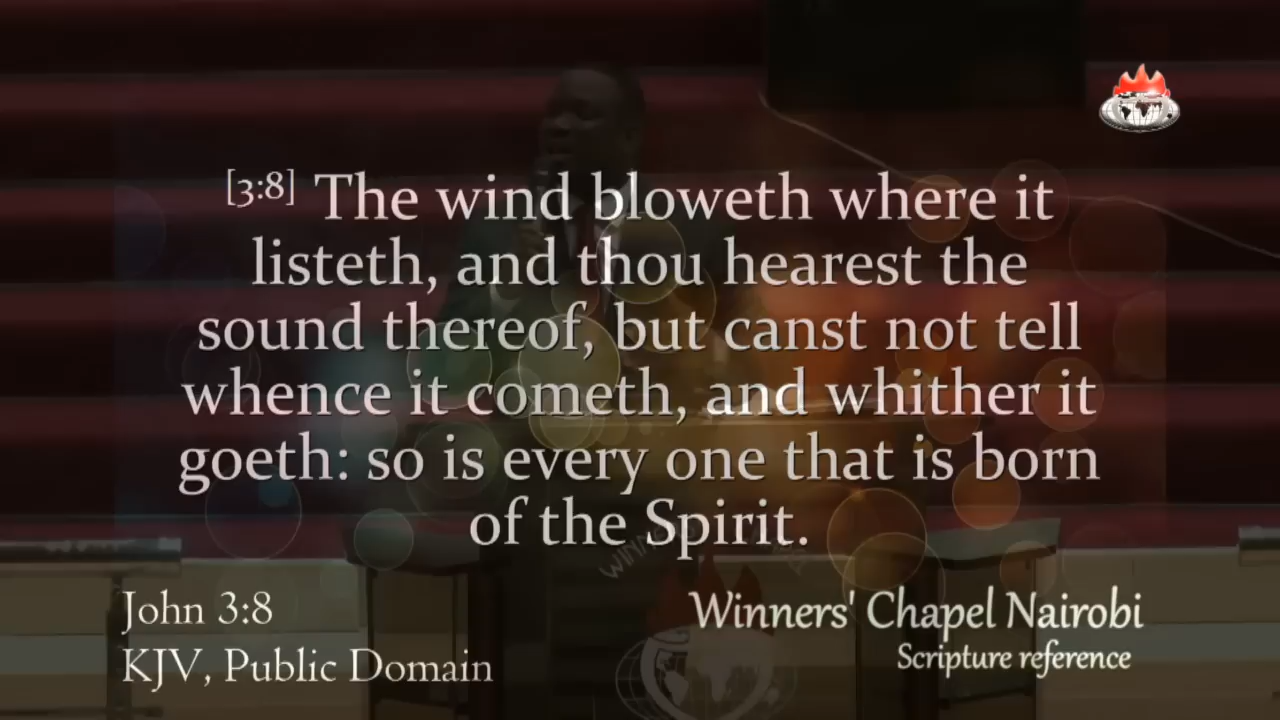 [3:8] The wind bloweth where it
listeth, and thou hearest the
sound thereof, but canst not tell
whence it cometh, and whither it
goeth: so is every one that is born
of the Spirit.
John 3:8
KJV, Public Domain
Winners' Chapel Nairobi
Scripture reference